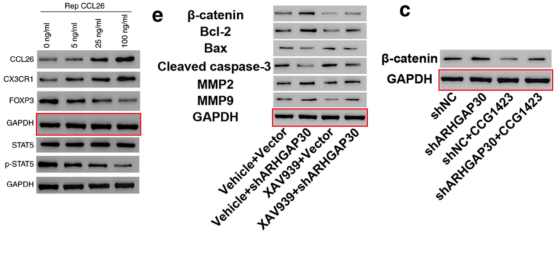 Rep CCL26
0 ng/ml
5 ng/ml
25 ng/ml
100 ng/ml
CCL26
CX3CR1
FOXP3
GAPDH
STAT5
p-STAT5
GAPDH
e
β-catenin
Bcl-2
Bax
Cleaved caspase-3
MMP2
MMP9
GAPDH
Vehicle+Vector
Vehicle+shARHGAP30
XAV939+Vector
XAV939+shARHGAP30
c
β-catenin
GAPDH
shNC
shARHGAP30
shNC+CCG1423
shARHGAP30+CCG1423